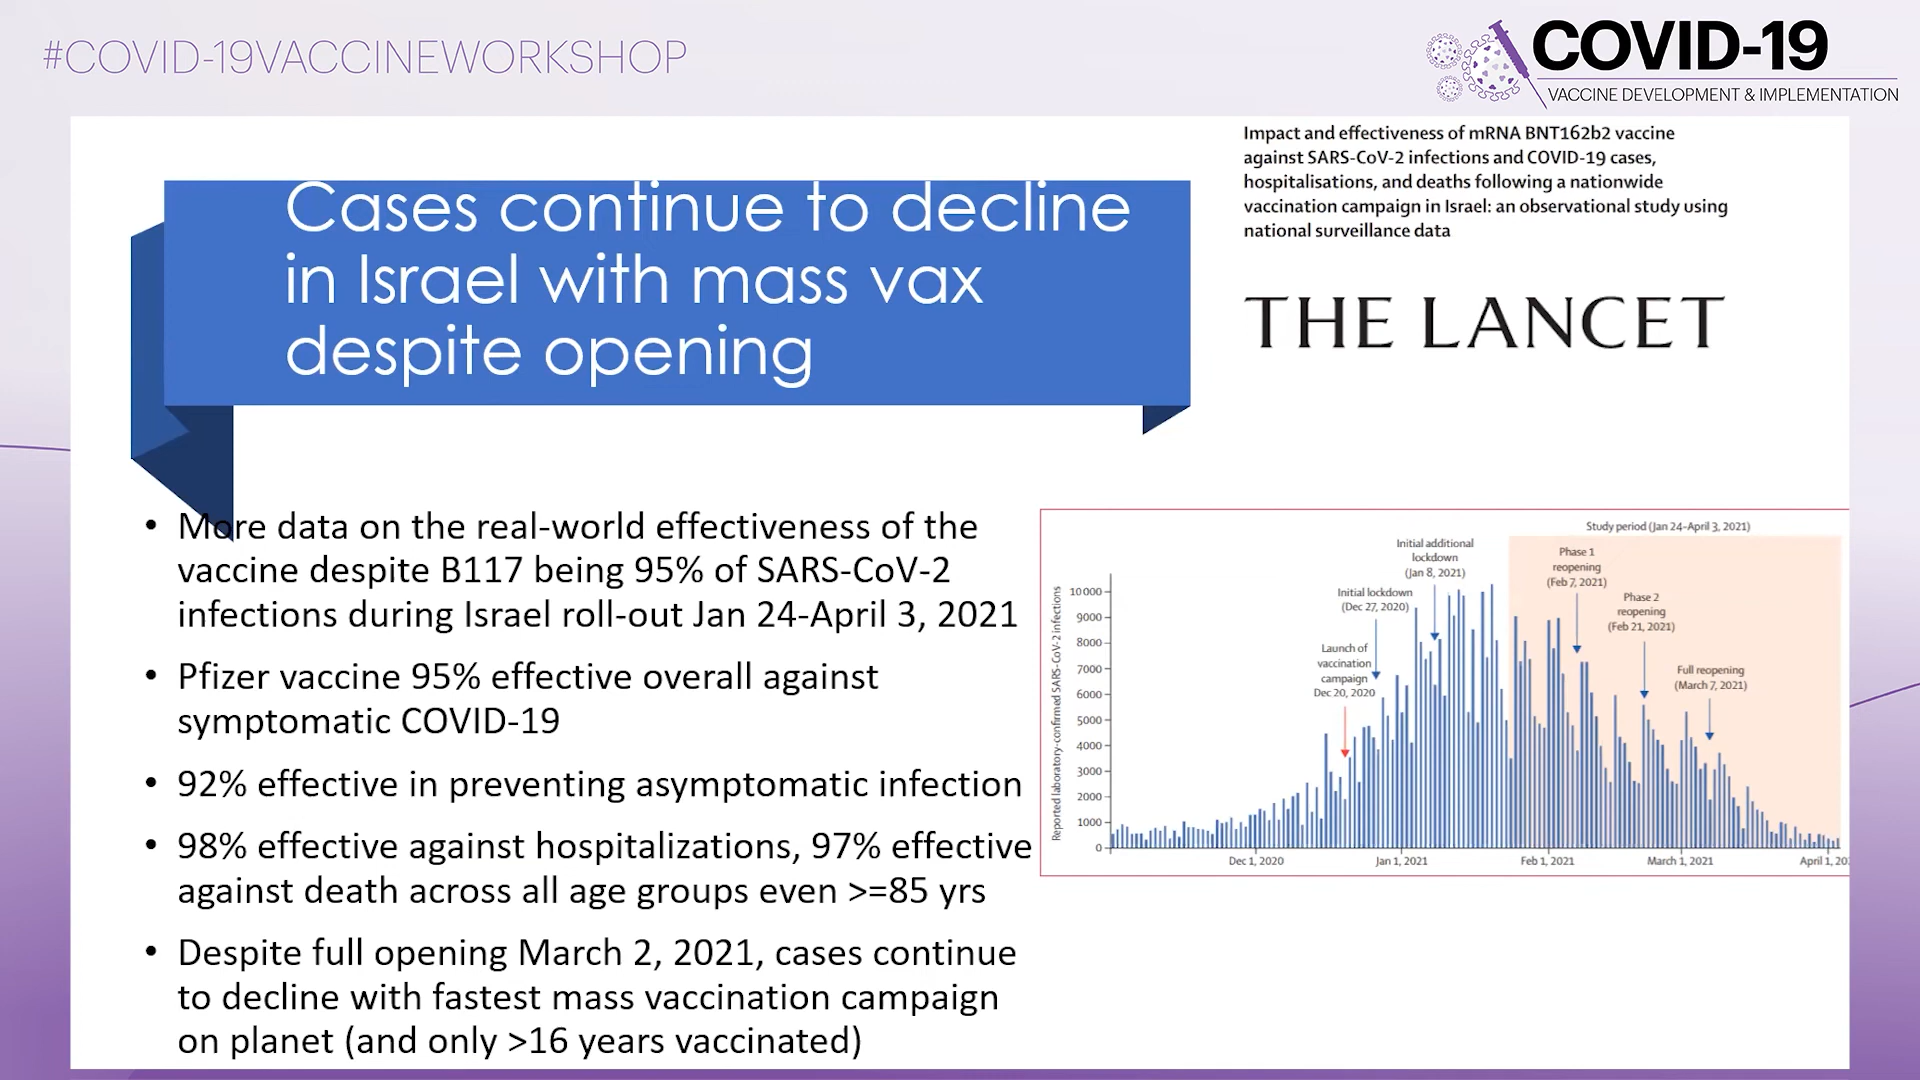 #COVID-19VACCINEWORKSHOP
COVID-19
VACCINE DEVELOPMENT & IMPLEMENTATION
Cases continue to decline
in Israel with mass vax
despite opening
Impact and effectiveness of mRNA BNT162b2 vaccine
against SARS-CoV-2 infections and COVID-19 cases,
hospitalisations, and deaths following a nationwide
vaccination campaign in Israel: an observational study using
national surveillance data
THE LANCET
• More data on the real-world effectiveness of the
vaccine despite B117 being 95% of SARS-CoV-2
infections during Israel roll-out Jan 24-April 3, 2021
• Pfizer vaccine 95% effective overall against
symptomatic COVID-19
• 92% effective in preventing asymptomatic infection
• 98% effective against hospitalizations, 97% effective
against death across all age groups even >=85 yrs
• Despite full opening March 2, 2021, cases continue
to decline with fastest mass vaccination campaign
on planet (and only >16 years vaccinated)
Study period (Jan 24–April 3, 2021)
Initial additional
lockdown
(Jan 8, 2021)
Phase 1
reopening
(Feb 7, 2021)
Initial lockdown
(Dec 27, 2020)
Phase 2
reopening
(Feb 21, 2021)
Launch of
vaccination
campaign
Dec 20, 2020
Full reopening
(March 7, 2021)
Reported laboratory-confirmed SARS-CoV-2 infections
10000
9000
8000
7000
6000
5000
4000
3000
2000
1000
0
Dec 1, 2020
Jan 1, 2021
Feb 1, 2021
March 1, 2021
April 1, 20